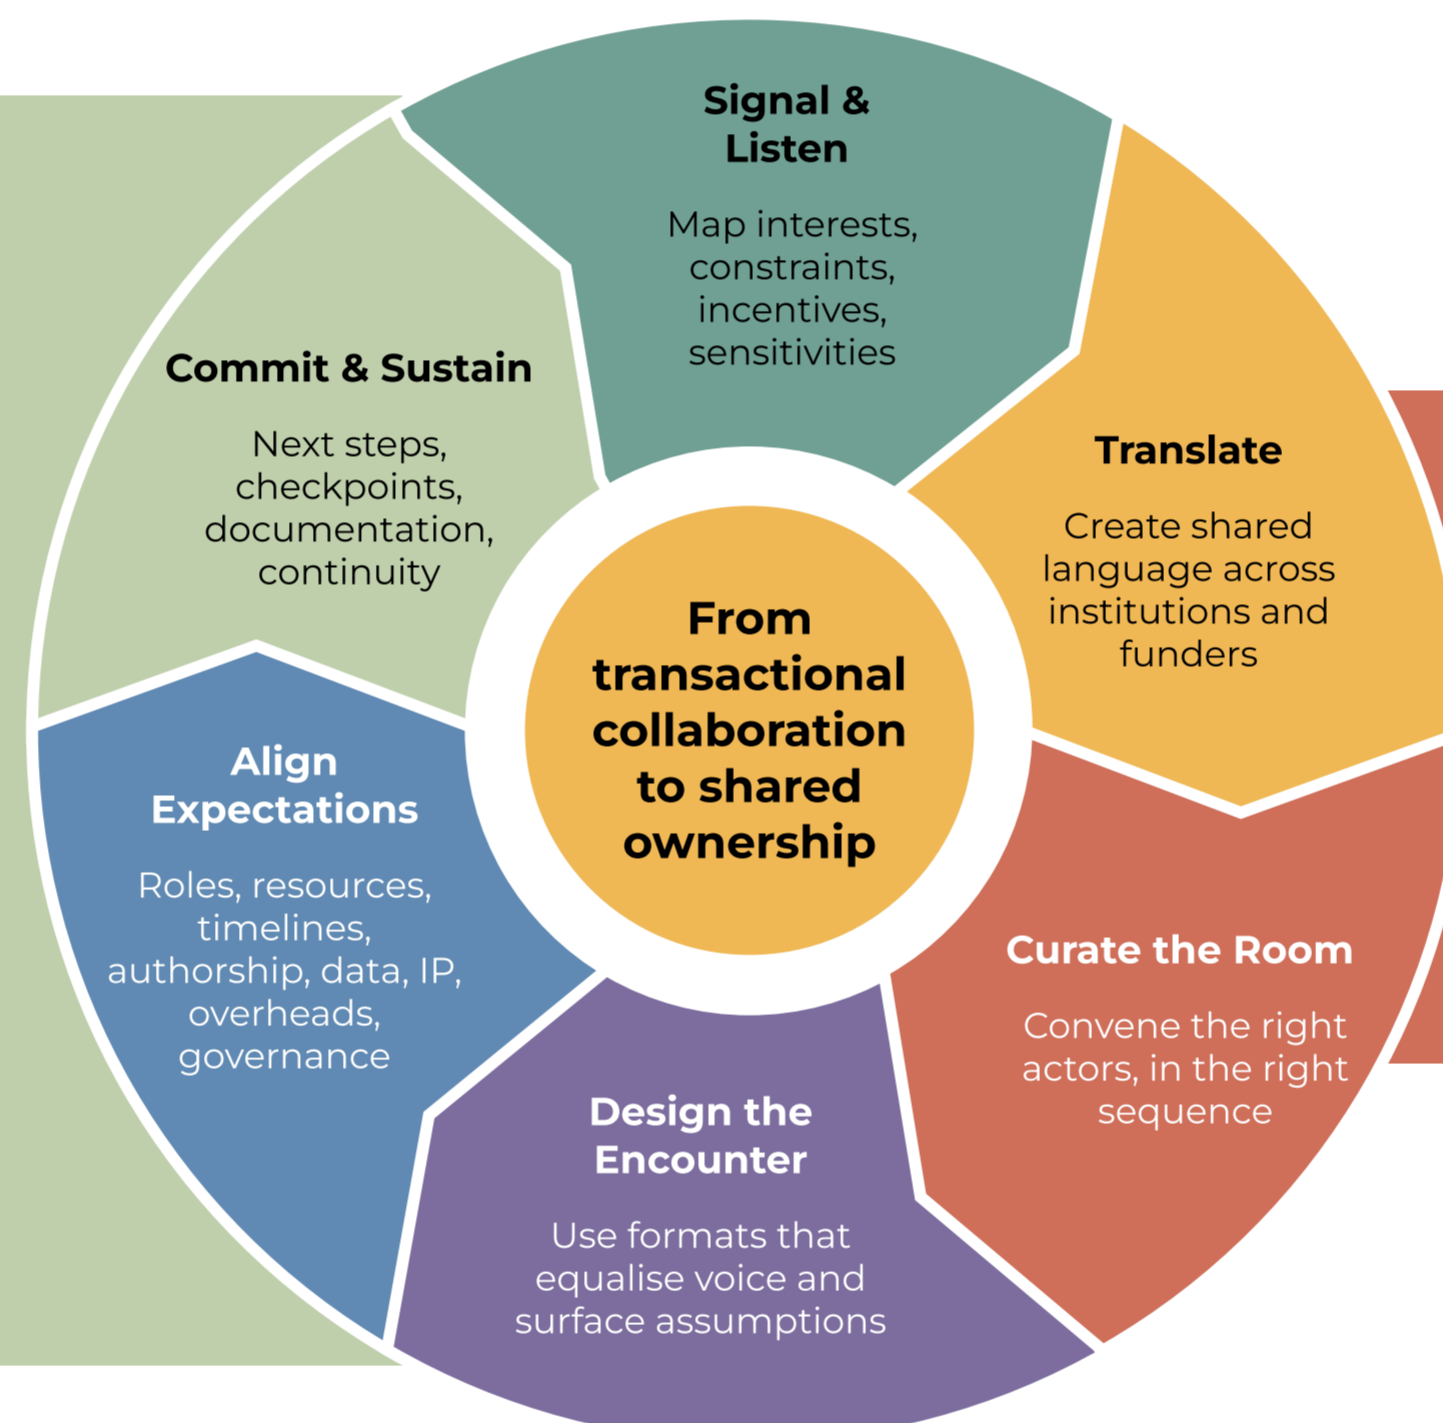 Signal &
Listen
Map interests,
constraints,
incentives,
sensitivities
Translate
Create shared
language across
institutions and
funders
Curate the Room
Convene the right
actors, in the right
sequence
Design the
Encounter
Use formats that
equalise voice and
surface assumptions
Align
Expectations
Roles, resources,
timelines,
authorship, data, IP,
overheads,
governance
Commit & Sustain
Next steps,
checkpoints,
documentation,
continuity
From
transactional
collaboration
to shared
ownership